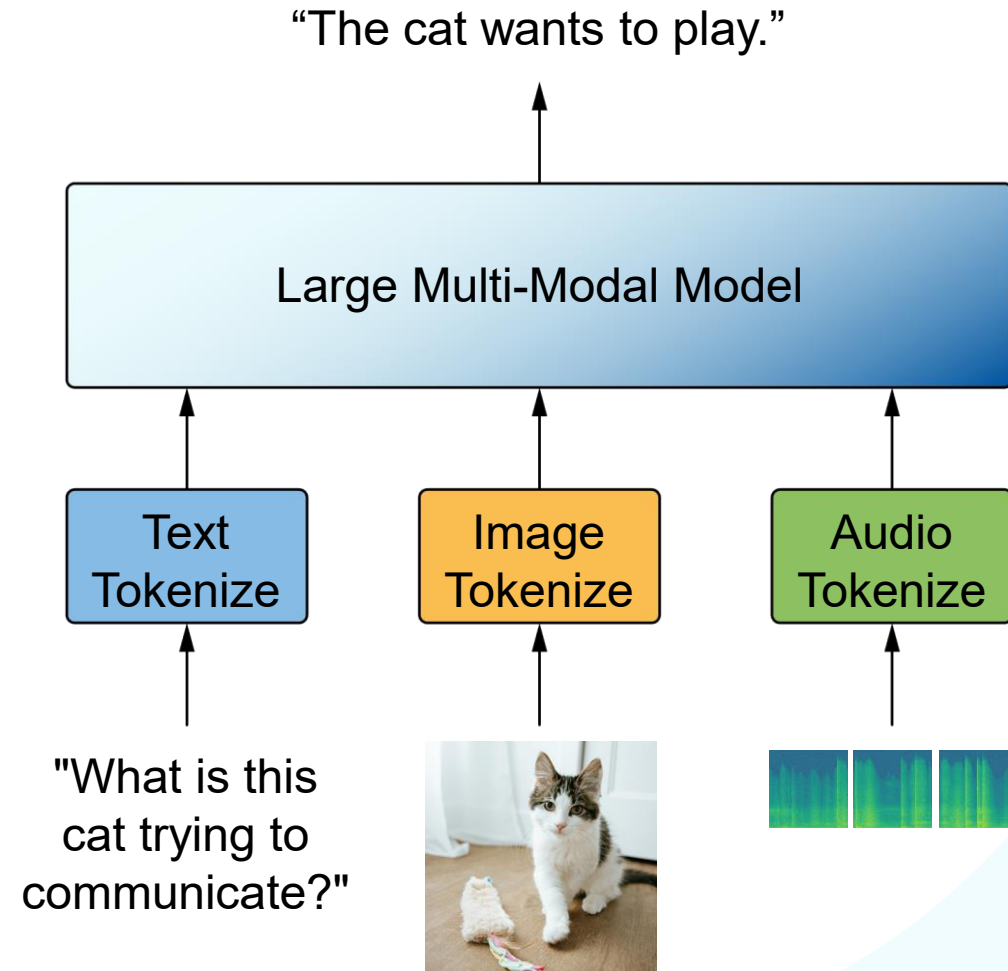 “The cat wants to play.”
Large Multi-Modal Model
Text
Tokenize
Image
Tokenize
Audio
Tokenize
"What is this
cat trying to
communicate?"